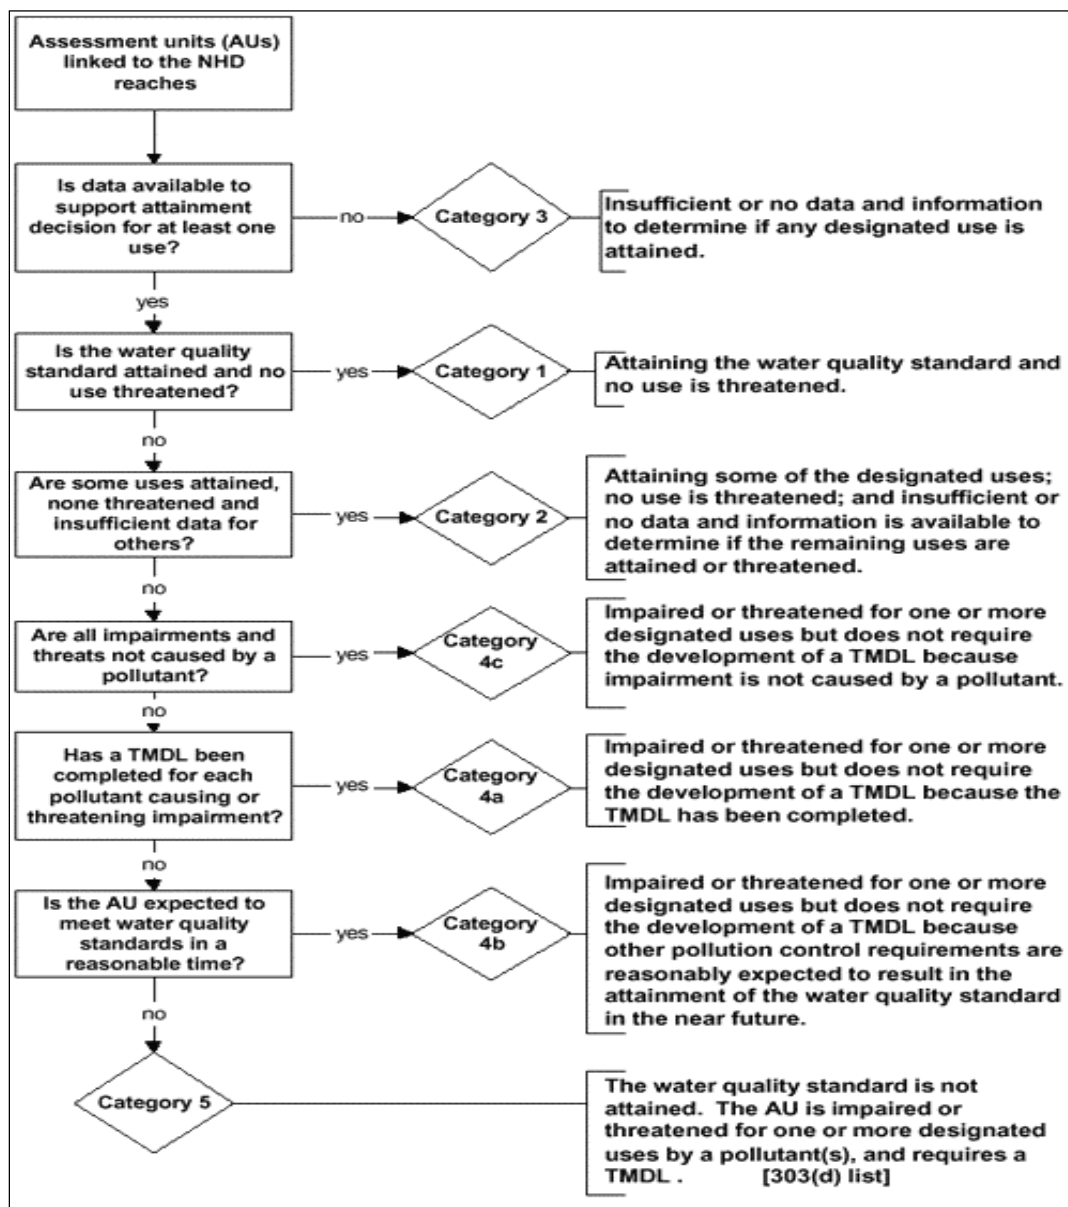 Assessment units (AUs)
linked to the NHD
reaches
Is data available to
support attainment
decision for at least one
use?
no
Category 3
Insufficient or no data and information
to determine if any designated use is
attained.
yes
Is the water quality
standard attained and no
use threatened?
yes
Category 1
Attaining the water quality standard and
no use is threatened.
no
Are some uses attained,
none threatened and
insufficient data for
others?
yes
Category 2
Attaining some of the designated uses;
no use is threatened; and insufficient or
no data and information is available to
determine if the remaining uses are
attained or threatened.
no
Are all impairments and
threats not caused by a
pollutant?
yes
Category
4c
Impaired or threatened for one or more
designated uses but does not require
the development of a TMDL because
impairment is not caused by a pollutant.
no
Has a TMDL been
completed for each
pollutant causing or
threatening impairment?
yes
Category
4a
Impaired or threatened for one or more
designated uses but does not require
the development of a TMDL because the
TMDL has been completed.
no
Is the AU expected to
meet water quality
standards in a
reasonable time?
yes
Category
4b
Impaired or threatened for one or more
designated uses but does not require
the development of a TMDL because
other pollution control requirements are
reasonably expected to result in the
attainment of the water quality standard
in the near future.
no
Category 5
The water quality standard is not
attained. The AU is impaired or
threatened for one or more designated
uses by a pollutant(s), and requires a
TMDL . [303(d) list]